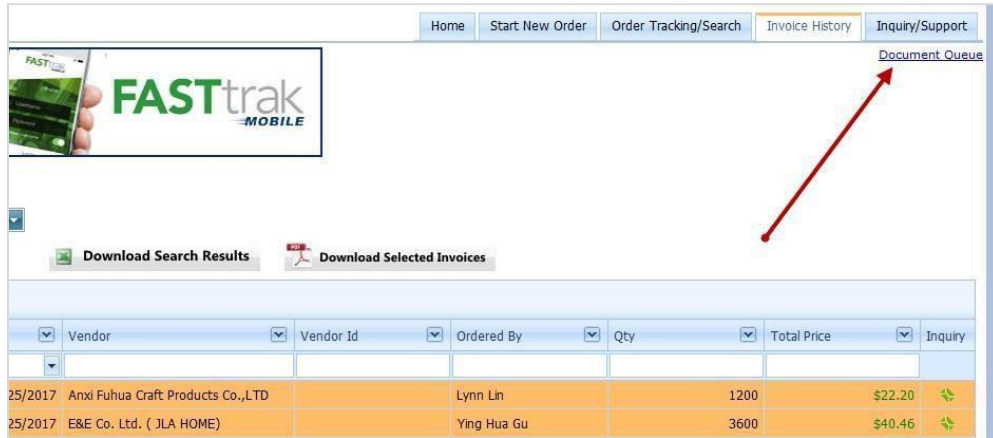 Home Start New Order Order Tracking/Search Invoice History Inquiry/Support
Document Queue
FASTtrak
FASTtrak
MOBILE
Download Search Results Download Selected Invoices
Vendor Vendor Id Ordered By Qty Total Price Inquiry
25/2017 Anxi Fuhua Craft Products Co.,LTD Lynn Lin 1200 $22.20
25/2017 E&E Co. Ltd. ( JLA HOME) Ying Hua Gu 3600 $40.46